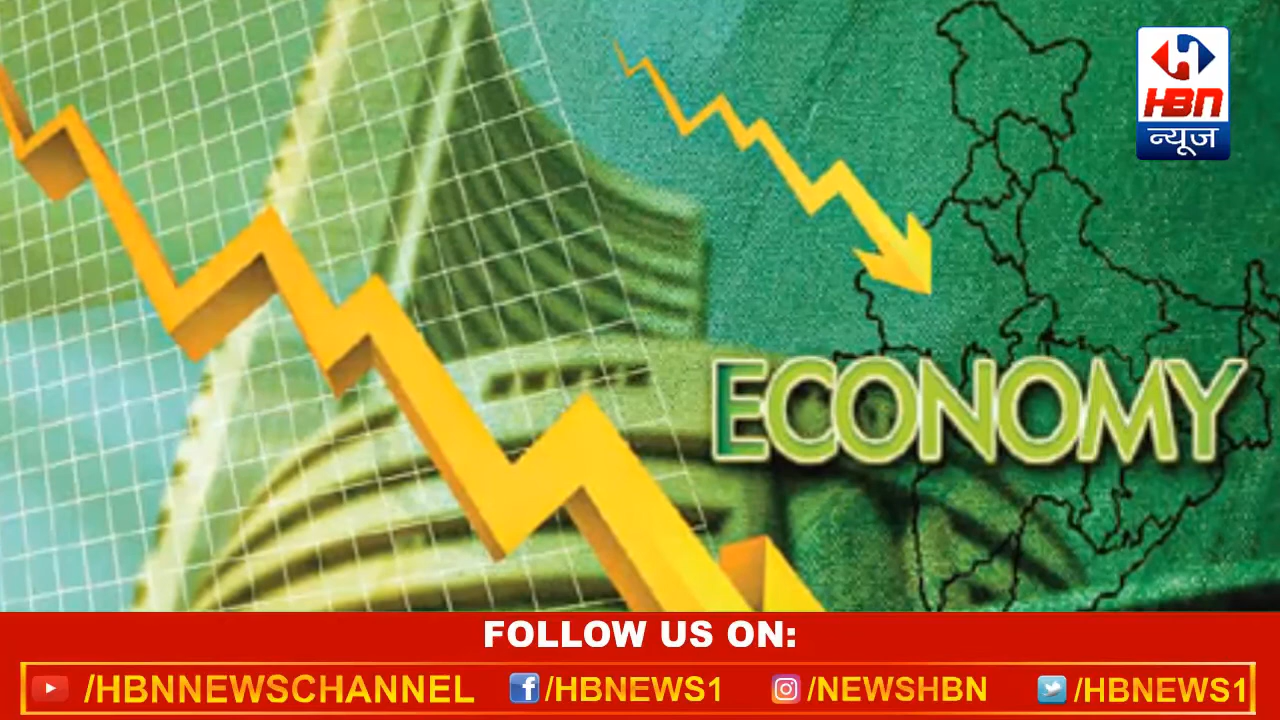 HBN
न्यूज
ECONOMY
FOLLOW US ON:
/HBNNEWSCHANNEL /HBNEWS1 /NEWSHBN /HBNEWS1